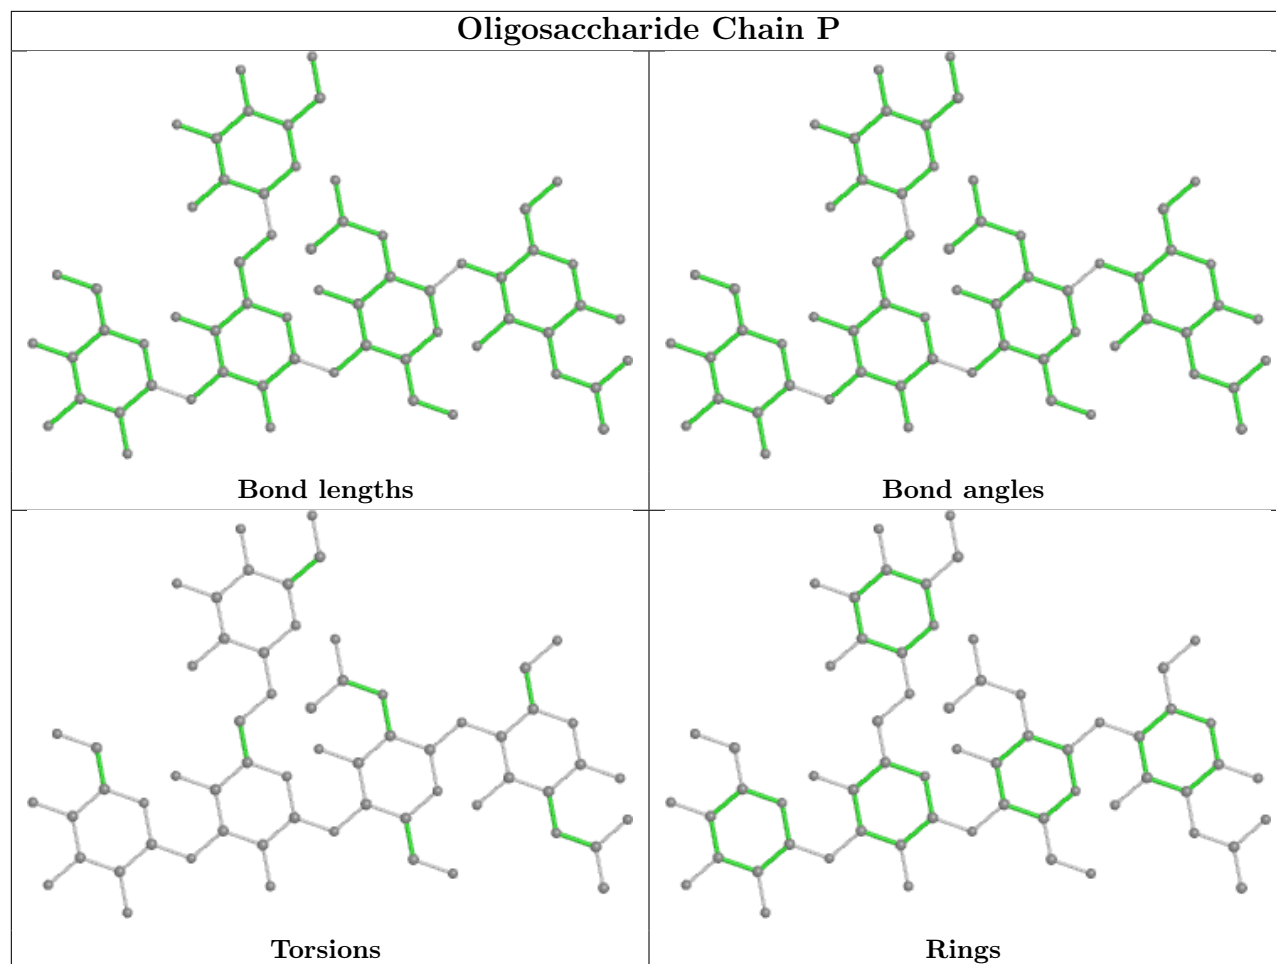 Oligosaccharide Chain P
Bond lengths
Bond angles
Torsions
Rings